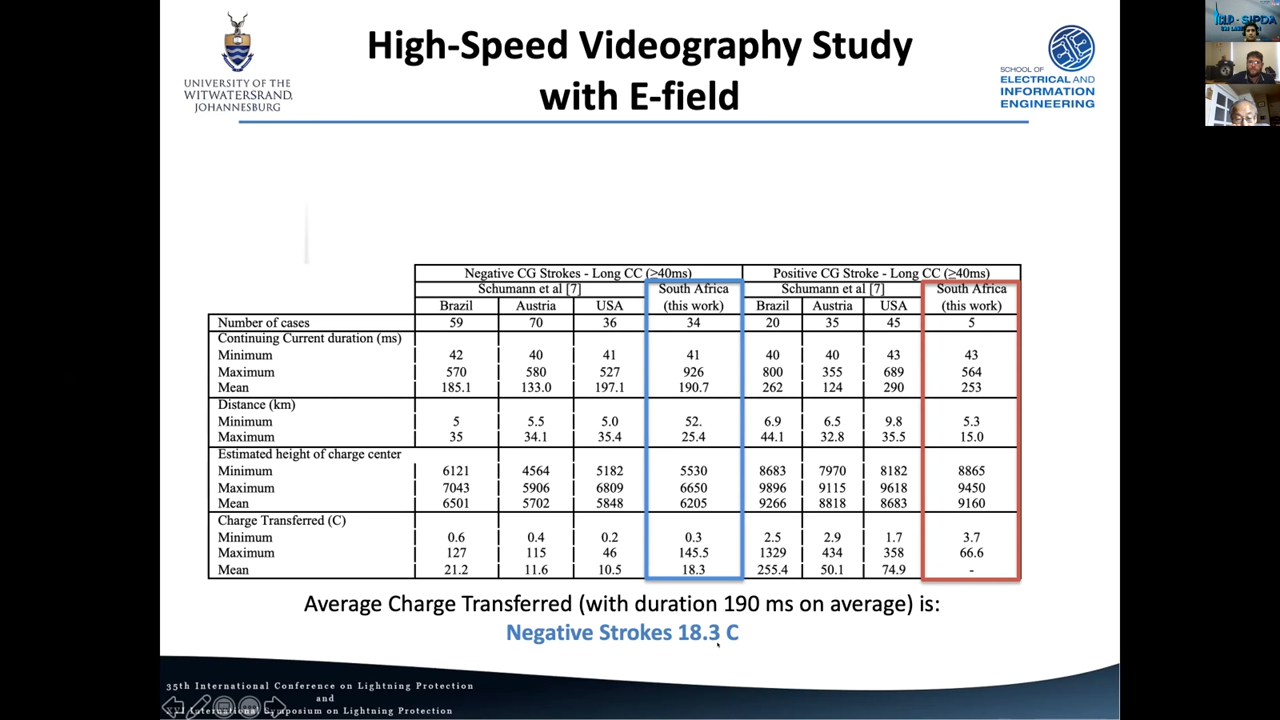 High-Speed Videography Study
with E-field
UNIVERSITY OF THE
WITWATERSRAND,
JOHANNESBURG
SCHOOL OF
ELECTRICAL AND
INFORMATION
ENGINEERING
Negative CG Strokes - Long CC (≥40ms) Positive CG Stroke - Long CC (≥40ms)
Schumann et al [7] South Africa Schumann et al [7] South Africa
Brazil Austria USA (this work) Brazil Austria USA (this work)
Number of cases 59 70 36 34 20 35 45 5
Continuing Current duration (ms)
Minimum 42 40 41 41 40 40 43 43
Maximum 570 580 527 926 800 355 689 564
Mean 185.1 133.0 197.1 190.7 262 124 290 253
Distance (km)
Minimum 5 5.5 5.0 52. 6.9 6.5 9.8 5.3
Maximum 35 34.1 35.4 25.4 44.1 32.8 35.5 15.0
Estimated height of charge center
Minimum 6121 4564 5182 5530 8683 7970 8182 8865
Maximum 7043 5906 6809 6650 9896 9115 9618 9450
Mean 6501 5702 5848 6205 9266 8818 8683 9160
Charge Transferred (C)
Minimum 0.6 0.4 0.2 0.3 2.5 2.9 1.7 3.7
Maximum 127 115 46 145.5 1329 434 358 66.6
Mean 21.2 11.6 10.5 18.3 255.4 50.1 74.9 -
Average Charge Transferred (with duration 190 ms on average) is:
Negative Strokes 18.3 C
35th International Conference on Lightning Protection
and
XVI International Symposium on Lightning Protection